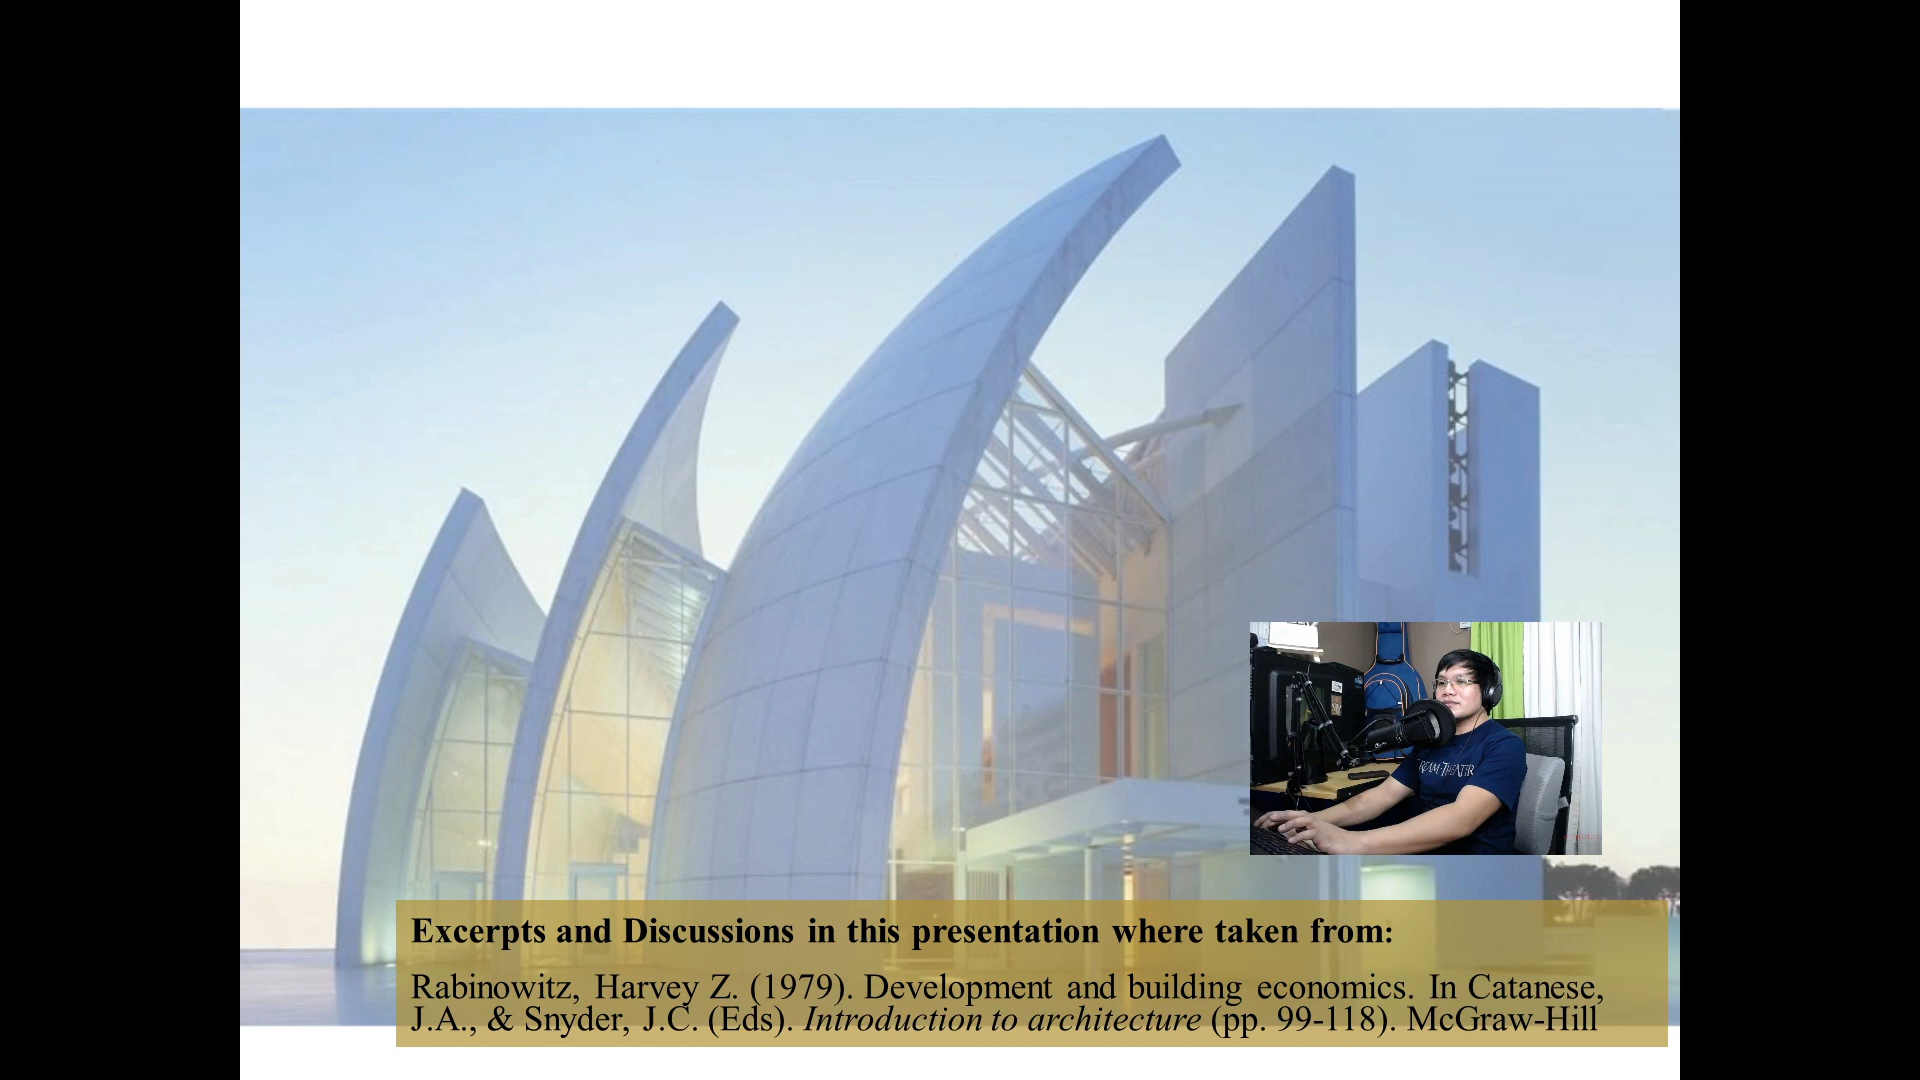 Excerpts and Discussions in this presentation where taken from:
Rabinowitz, Harvey Z. (1979). Development and building economics. In Catanese,
J.A., & Snyder, J.C. (Eds). Introduction to architecture (pp. 99-118). McGraw-Hill